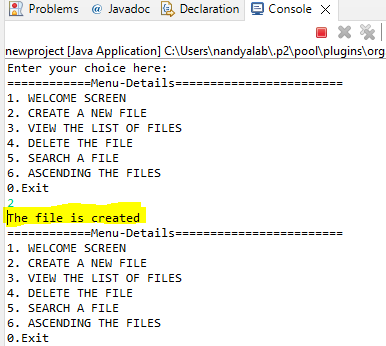 Problems @ Javadoc Declaration Console
newproject [Java Application] C:\Users\nandyalab\.p2\pool\plugins\org
Enter your choice here:
============Menu-Details========================
1. WELCOME SCREEN
2. CREATE A NEW FILE
3. VIEW THE LIST OF FILES
4. DELETE THE FILE
5. SEARCH A FILE
6. ASCENDING THE FILES
0.Exit
2
The file is created
============Menu-Details========================
1. WELCOME SCREEN
2. CREATE A NEW FILE
3. VIEW THE LIST OF FILES
4. DELETE THE FILE
5. SEARCH A FILE
6. ASCENDING THE FILES
0.Exit